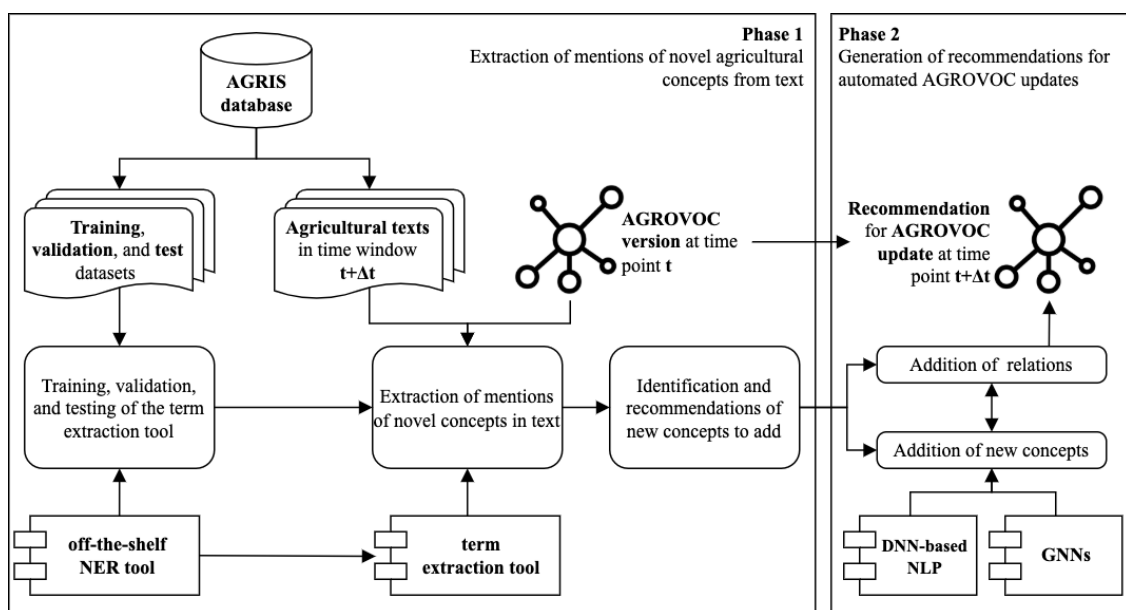 Phase 1
Extraction of mentions of novel agricultural
concepts from text
Phase 2
Generation of recommendations for
automated AGROVOC updates
AGRIS
database
Training,
validation, and test
datasets
Agricultural texts
in time window
t+Δt
AGROVOC
version at time
point t
Recommendation
for AGROVOC
update at time
point t+Δt
Training, validation,
and testing of the term
extraction tool
Extraction of mentions
of novel concepts in text
Identification and
recommendations of
new concepts to add
Addition of relations
Addition of new concepts
off-the-shelf
NER tool
term
extraction tool
DNN-based
NLP
GNNs